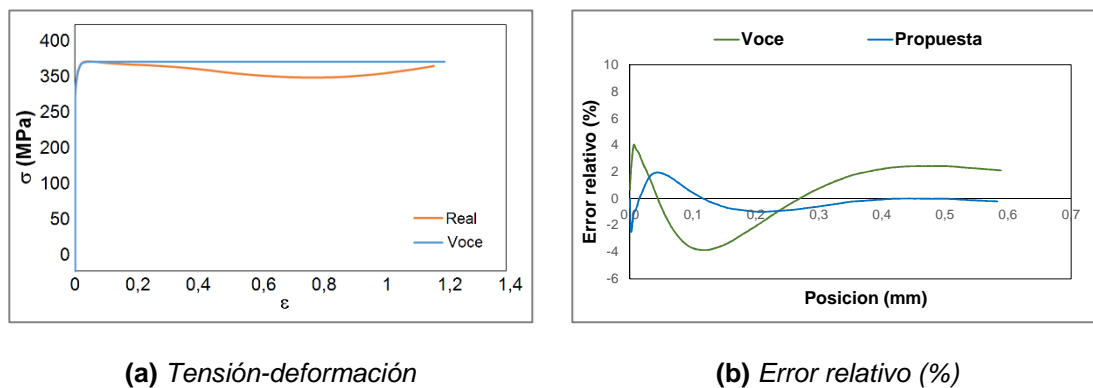 400
350
250
200
100
50
0
σ (MPa)
Real
Voce
0 0,2 0,4 0,6 0,8 1,0 1,2 1,4
ε
Voce Propuesta
10
8
6
4
2
0
-2
-4
-6
Error relativo (%)
0,0 0,1 0,2 0,3 0,4 0,5 0,6 0,7
Posicion (mm)
(a) Tensión-deformación
(b) Error relativo (%)